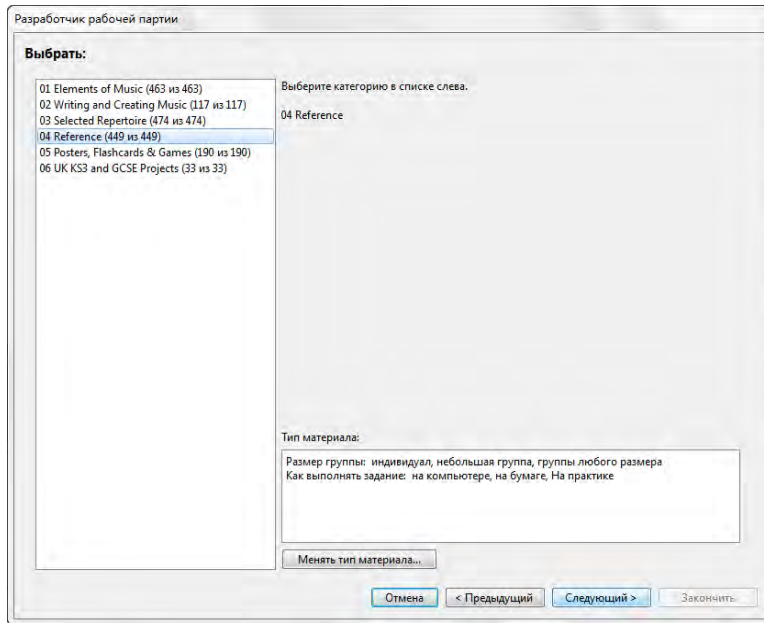 Разработчик рабочей партии
Выбрать:
01 Elements of Music (463 из 463)
02 Writing and Creating Music (117 из 117)
03 Selected Repertoire (474 из 474)
04 Reference (449 из 449)
05 Posters, Flashcards & Games (190 из 190)
06 UK KS3 and GCSE Projects (33 из 33)
Выберите категорию в списке слева.
04 Reference
Тип материала:
Размер группы: индивидуал, небольшая группа, группы любого размера
Как выполнять задание: на компьютере, на бумаге, На практике
Менять тип материала...
Отмена
< Предыдущий
Следующий >
Закончить